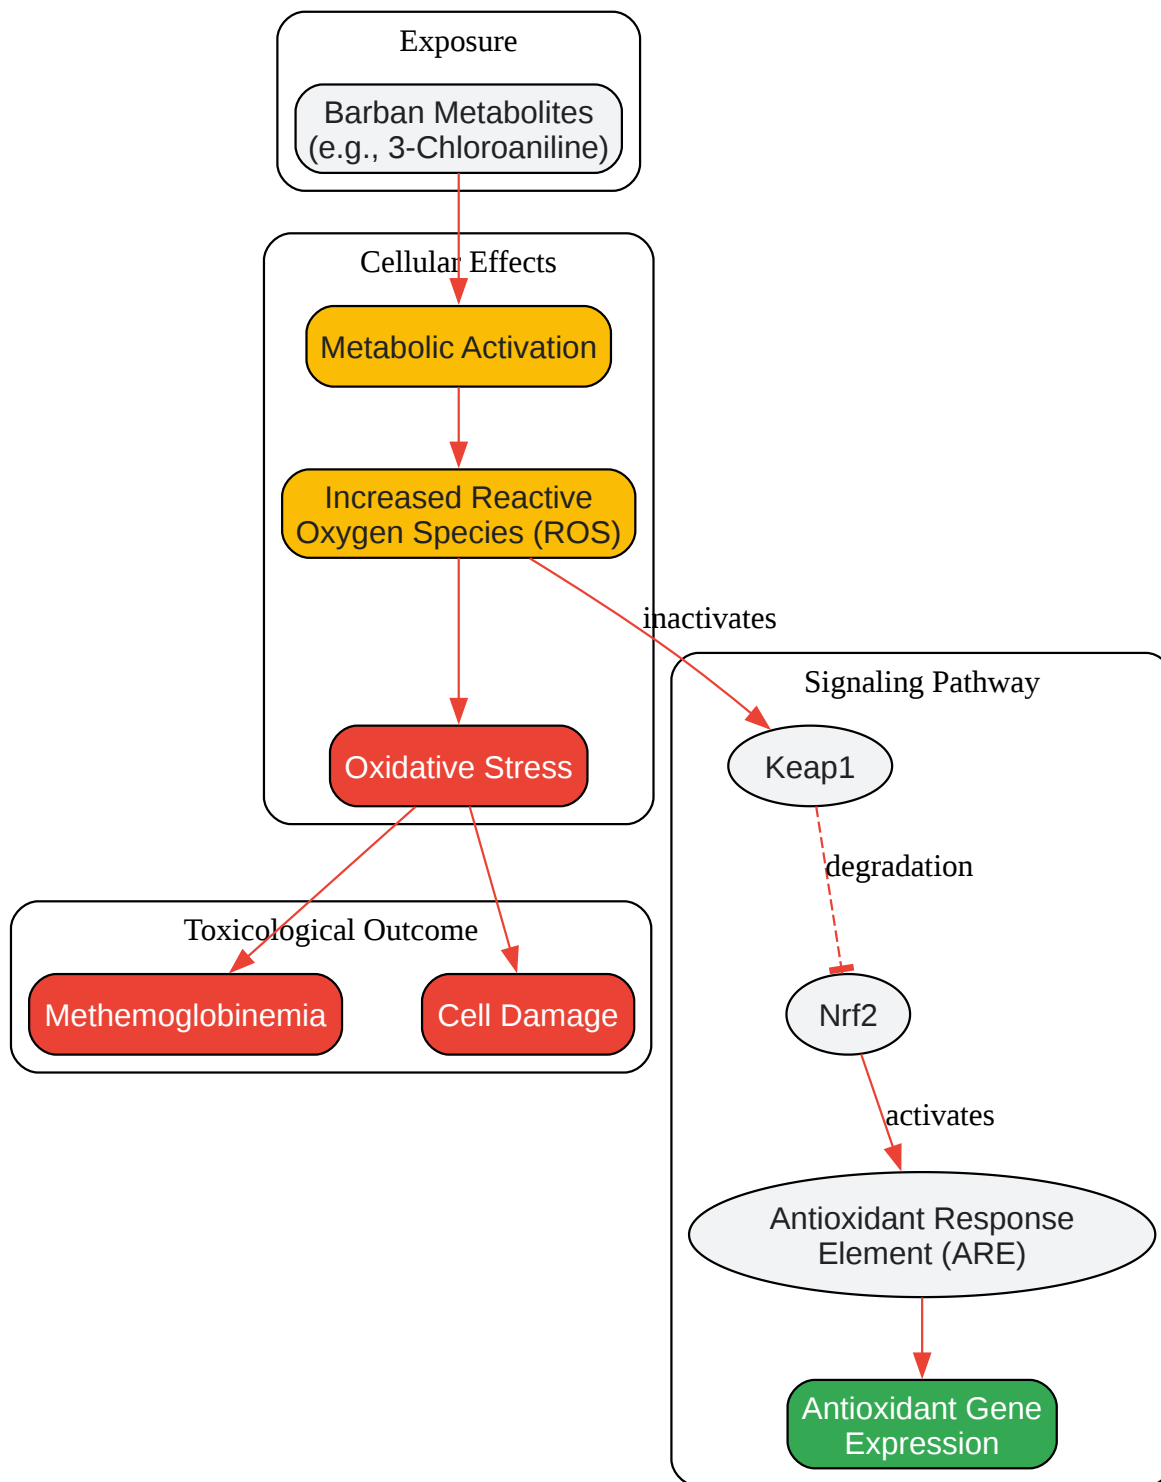 Exposure
Barban Metabolites
(e.g., 3-Chloroaniline)
Cellular Effects
Metabolic Activation
Increased Reactive
Oxygen Species (ROS)
inactivates
Signaling Pathway
Oxidative Stress
Keap1
degradation
Toxicological Outcome
Methemoglobinemia
Cell Damage
Nrf2
activates
Antioxidant Response
Element (ARE)
Antioxidant Gene
Expression